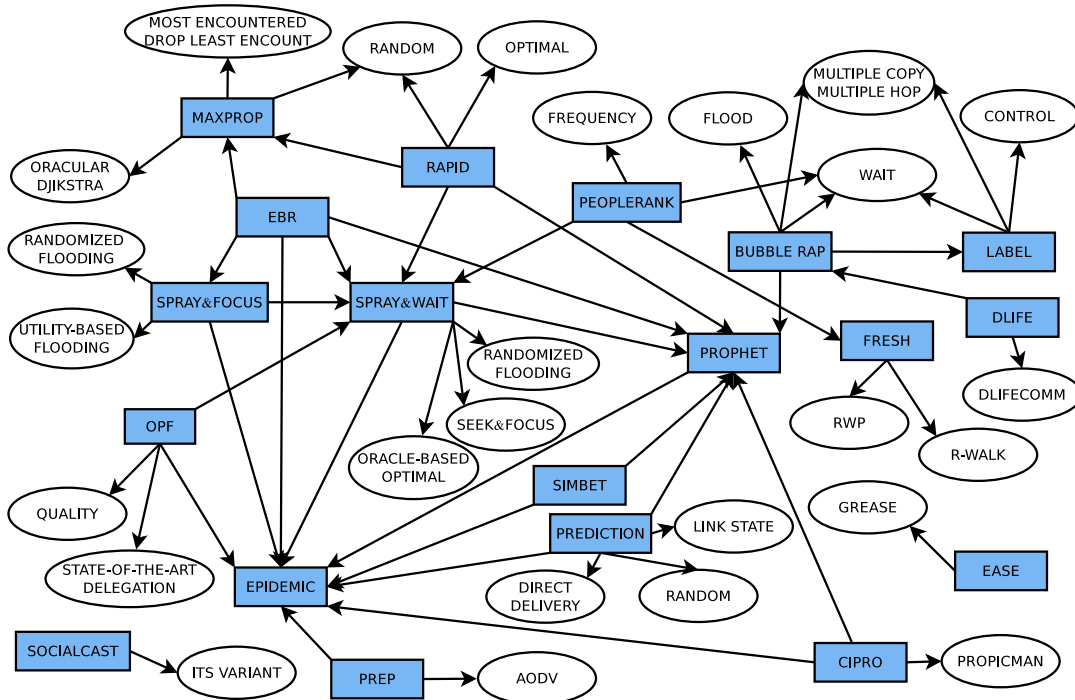 MOST ENCOUNTERED
DROP LEAST ENCOUNT
RANDOM
OPTIMAL
MULTIPLE COPY
MULTIPLE HOP
MAXPROP
FREQUENCY
FLOOD
CONTROL
ORACULAR
DJIKSTRA
RAPID
WAIT
PEOPLERANK
EBR
RANDOMIZED
FLOODING
BUBBLE RAP
LABEL
SPRAY&FOCUS
SPRAY&WAIT
DLIFE
UTILITY-BASED
FLOODING
RANDOMIZED
FLOODING
PROPHET
FRESH
DLIFECOMM
OPF
SEEK&FOCUS
RWP
R-WALK
ORACLE-BASED
OPTIMAL
SIMBET
QUALITY
GREASE
PREDICTION
LINK STATE
STATE-OF-THE-ART
DELEGATION
EPIDEMIC
DIRECT
DELIVERY
RANDOM
EASE
SOCIALCAST
ITS VARIANT
PREP
AODV
CIPRO
PROPICMAN